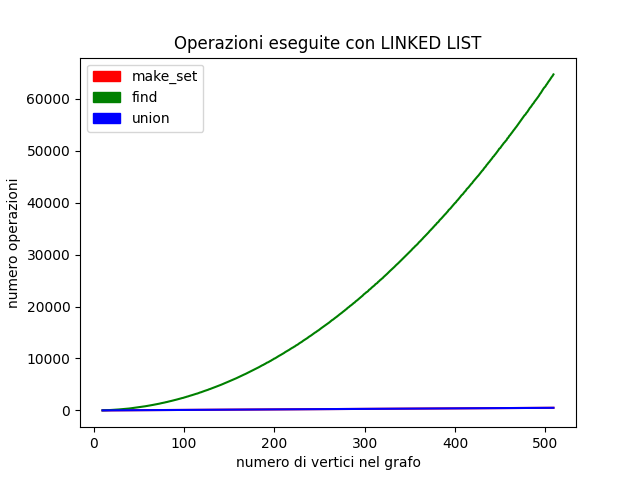 Operazioni eseguite con LINKED LIST
make_set
find
union
numero operazioni
60000
50000
40000
30000
20000
10000
0
0 100 200 300 400 500
numero di vertici nel grafo